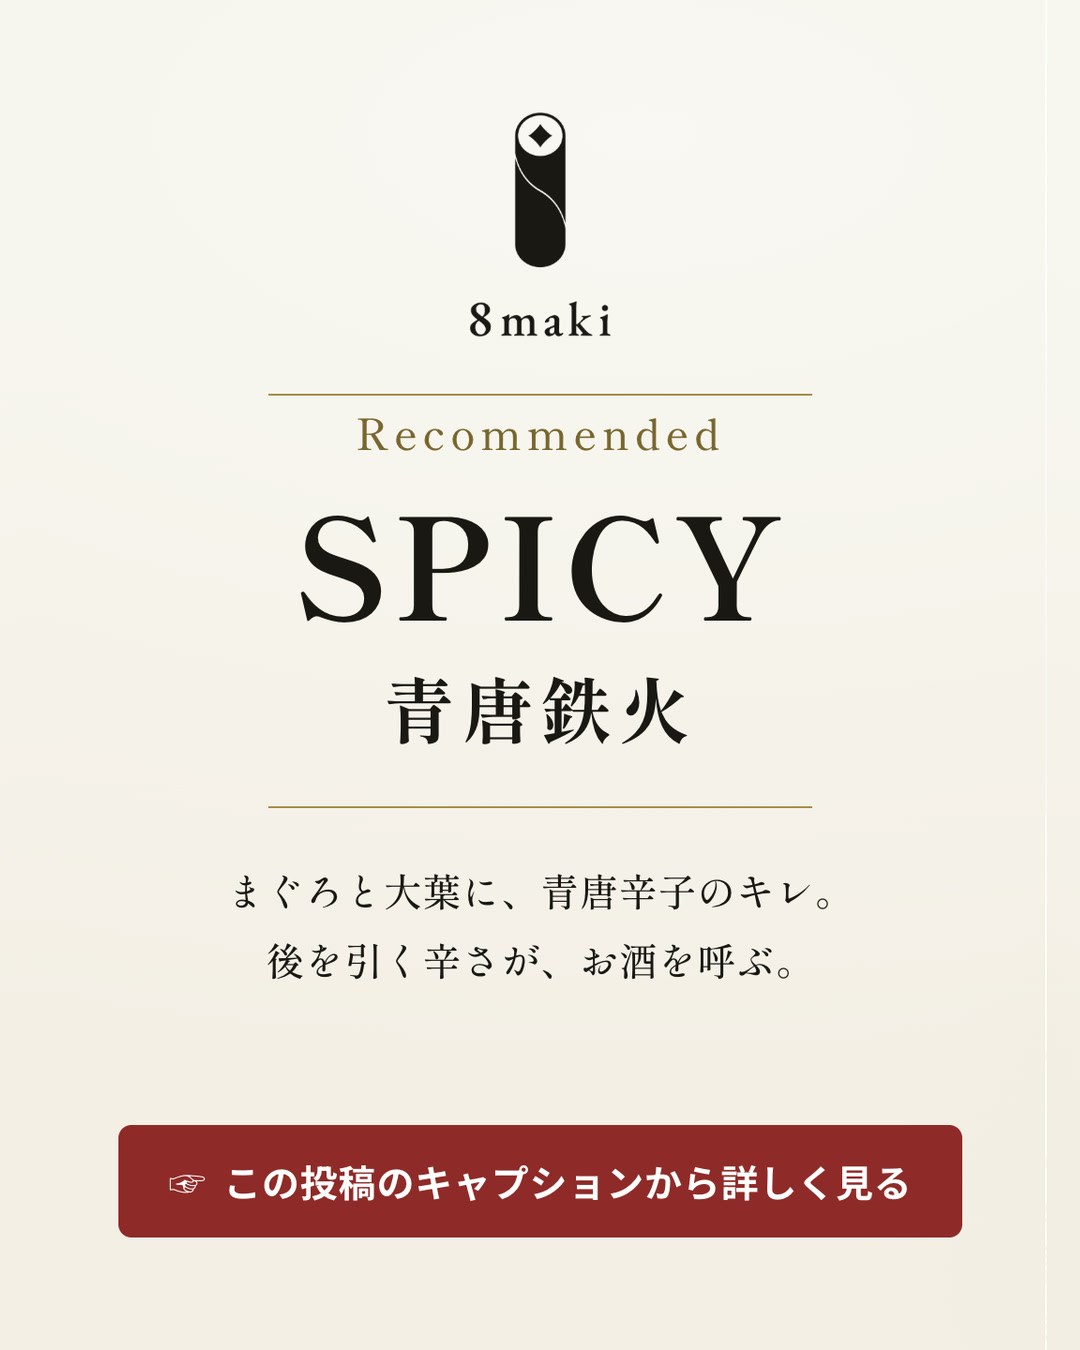 8maki
Recommended
SPICY
青唐鉄火
まぐろと大葉に、青唐辛子のキレ。
後を引く辛さが、お酒を呼ぶ。
☞ この投稿のキャプションから詳しく見る